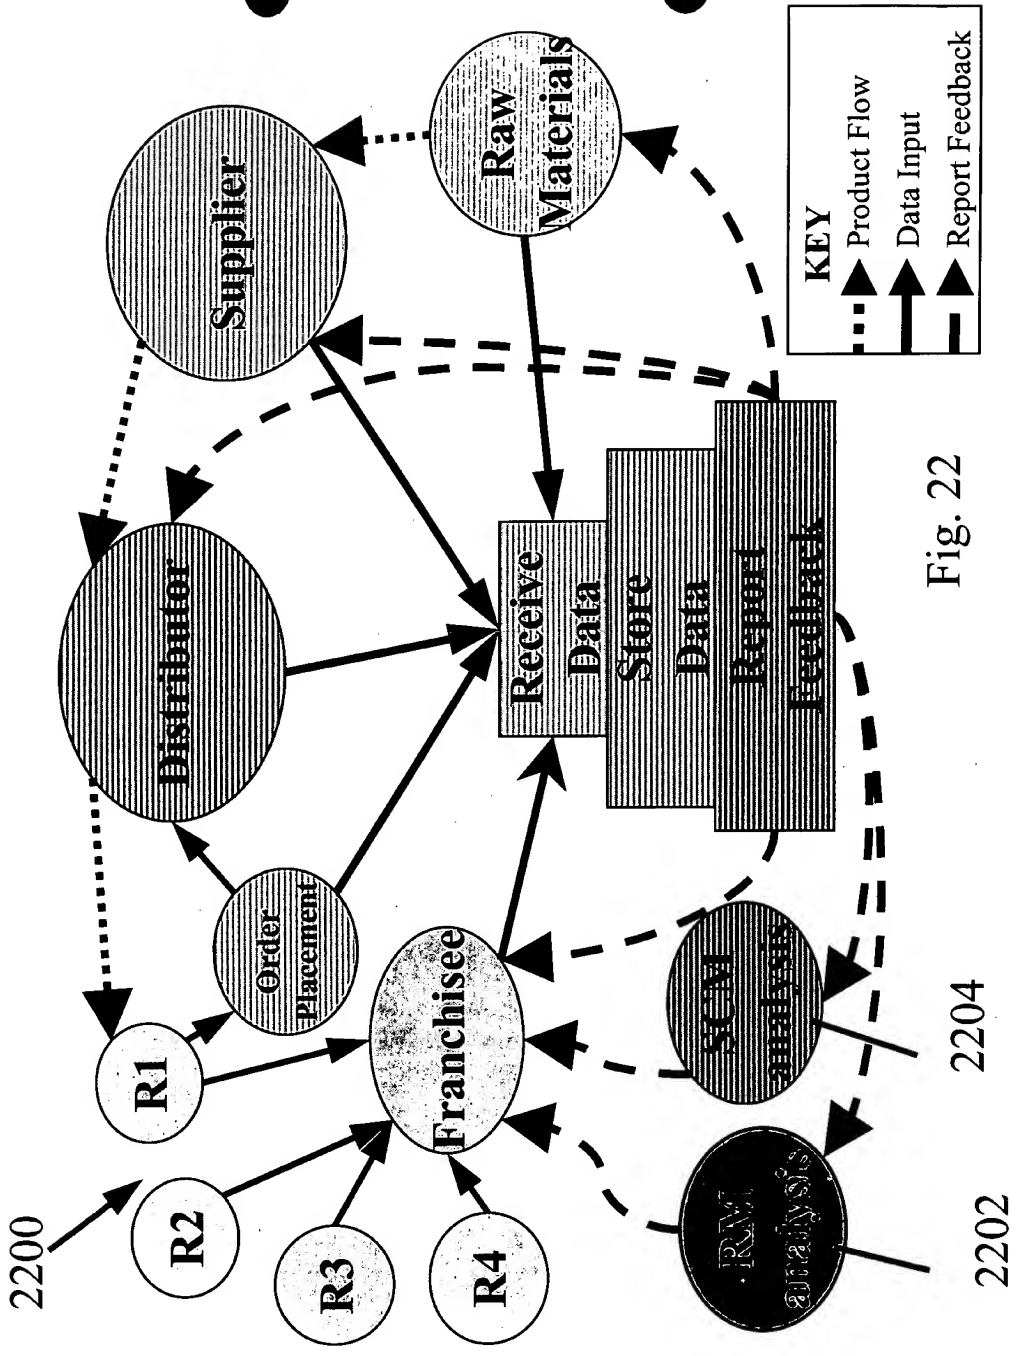 2200
R1
R2
R3
R4
Order
Placement
Distributor
Supplier
Raw
Materials
Franchisee
Receive
Data
Store
Data
Report
Feedback
RM
analysis
SCM
analysis
2202
2204
KEY
Product Flow
Data Input
Report Feedback
Fig. 22